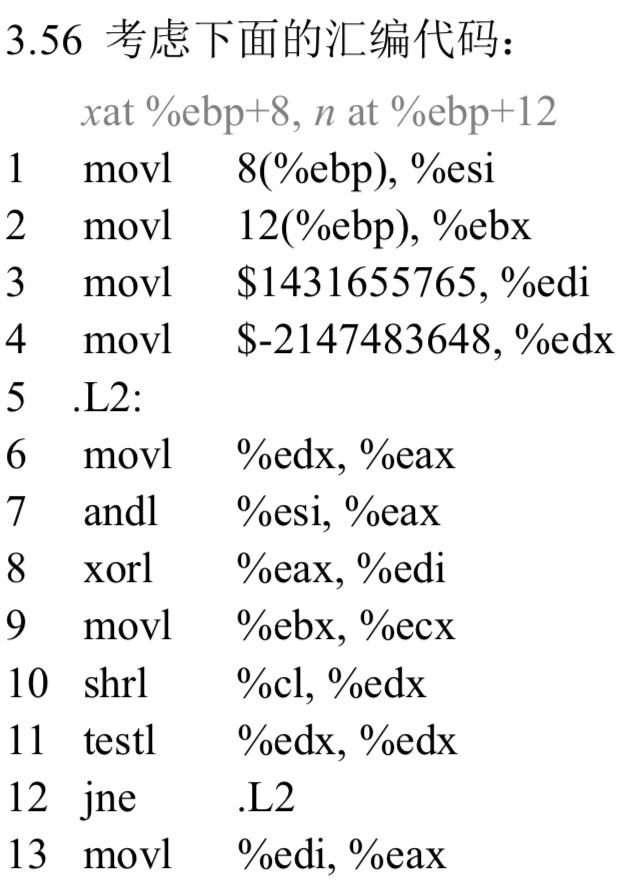 3.56 考虑下面的汇编代码：
xat %ebp+8, n at %ebp+12
1 movl 8(%ebp), %esi
2 movl 12(%ebp), %ebx
3 movl $1431655765, %edi
4 movl $-2147483648, %edx
5 .L2:
6 movl %edx, %eax
7 andl %esi, %eax
8 xorl %eax, %edi
9 movl %ebx, %ecx
10 shrl %cl, %edx
11 testl %edx, %edx
12 jne .L2
13 movl %edi, %eax